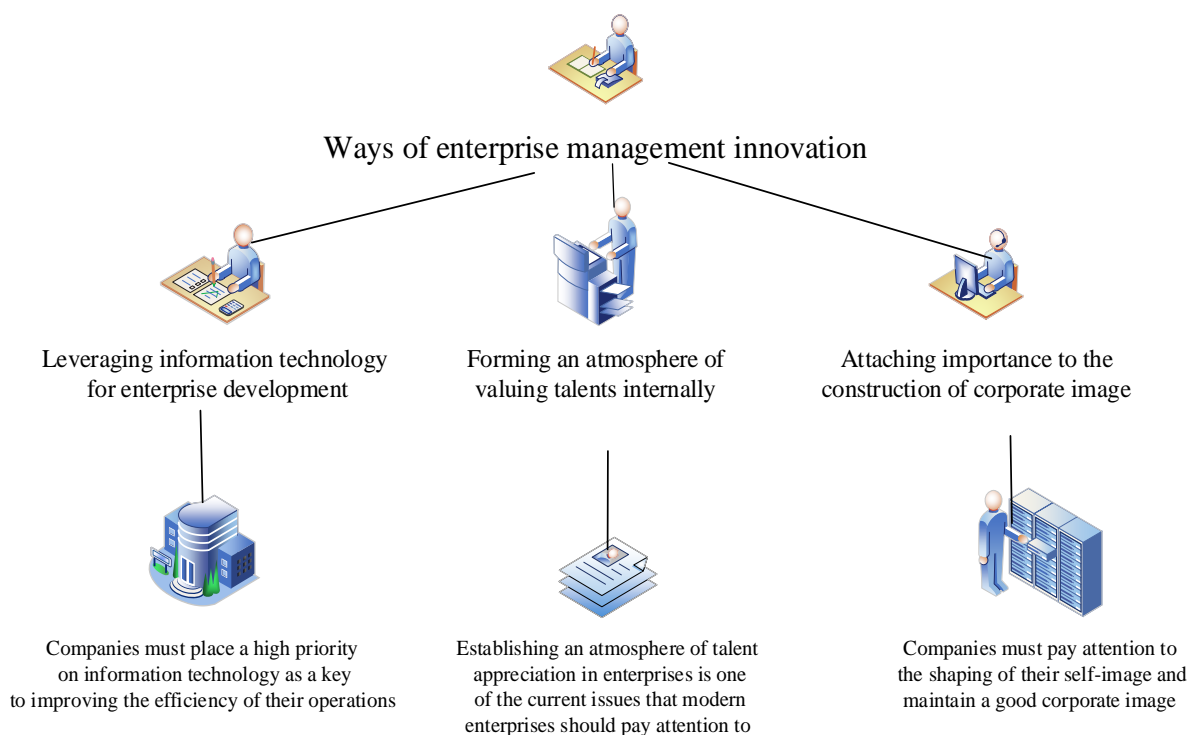 Ways of enterprise management innovation
Leveraging information technology
for enterprise development
Forming an atmosphere of
valuing talents internally
Attaching importance to the
construction of corporate image
Companies must place a high priority
on information technology as a key
to improving the efficiency of their operations
Establishing an atmosphere of talent
appreciation in enterprises is one
of the current issues that modern
enterprises should pay attention to
Companies must pay attention to
the shaping of their self-image and
maintain a good corporate image